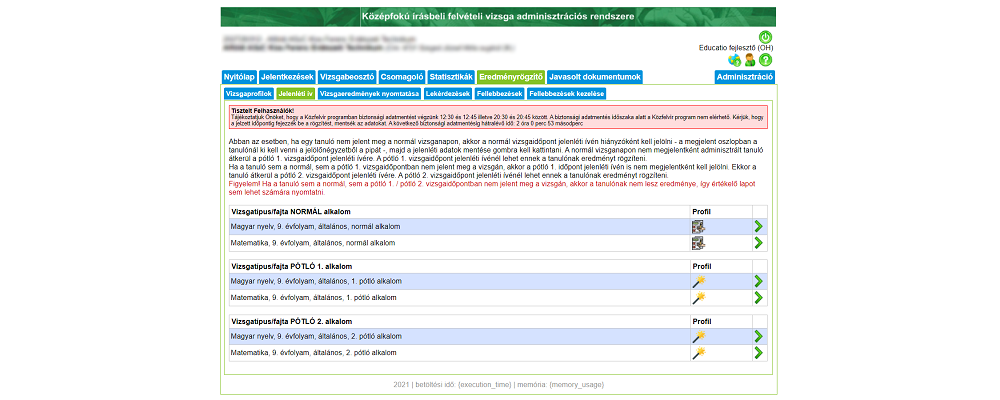 Középfokú írásbeli felvételi vizsga adminisztrációs rendszere
Educatio fejlesztő (OH)
Nyitólap Jelentkezések Vizsgabeosztó Csomagoló Statisztikák Eredményrögzítő Javasolt dokumentumok Adminisztráció
Vizsgaprofilok Jelenléti ív Vizsgaeredmények nyomtatása Lekérdezések Fellebbezések Fellebbezések kezelése
Tisztelt Felhasználók!
Tájékoztatjuk Önöket, hogy a Közfelvir programban biztonsági adatmentést végzünk 12:30 és 12:45 illetve 20:30 és 20:45 között. A biztonsági adatmentés időszaka alatt a Közfelvir program nem elérhető. Kérjük, hogy
a jelzett időpontig fejezzék be a rögzítést, mentsék az adatokat. A következő biztonsági adatmentésig hátralévő idő: 2 óra 0 perc 53 másodperc
Abban az esetben, ha egy tanuló nem jelent meg a normál vizsganapon, akkor a normál vizsgaidőpont jelenléti ívén hiányzóként kell jelölni - a megjelent oszlopban a
tanulónál ki kell venni a jelölőnégyzetből a pipát -, majd a jelenléti adatok mentése gombra kell kattintani. A normál vizsganapon nem megjelentként adminisztrált tanuló
átkerül a pótló 1. vizsgaidőpont jelenléti ívére. A pótló 1. vizsgaidőpont jelenléti ívénél lehet ennek a tanulónak eredményt rögzíteni.
Ha a tanuló sem a normál, sem a pótló 1. vizsgaidőpontban nem jelent meg a vizsgán, akkor a pótló 1. időpont jelenléti ívén is nem megjelentként kell jelölni. Ekkor a
tanuló átkerül a pótló 2. vizsgaidőpont jelenléti ívére. A pótló 2. vizsgaidőpont jelenléti ívénél lehet ennek a tanulónak eredményt rögzíteni.
Figyelem! Ha a tanuló sem a normál, sem a pótló 1. / pótló 2. vizsgaidőpontban nem jelent meg a vizsgán, akkor a tanulónak nem lesz eredménye, így értékelő lapot
sem lehet számára nyomtatni.
Vizsgatípus/fajta NORMÁL alkalom Profil
Magyar nyelv, 9. évfolyam, általános, normál alkalom
Matematika, 9. évfolyam, általános, normál alkalom
Vizsgatípus/fajta PÓTLÓ 1. alkalom Profil
Magyar nyelv, 9. évfolyam, általános, 1. pótló alkalom
Matematika, 9. évfolyam, általános, 1. pótló alkalom
Vizsgatípus/fajta PÓTLÓ 2. alkalom Profil
Magyar nyelv, 9. évfolyam, általános, 2. pótló alkalom
Matematika, 9. évfolyam, általános, 2. pótló alkalom
2021 | betöltési idő: {execution_time} | memória: {memory_usage}